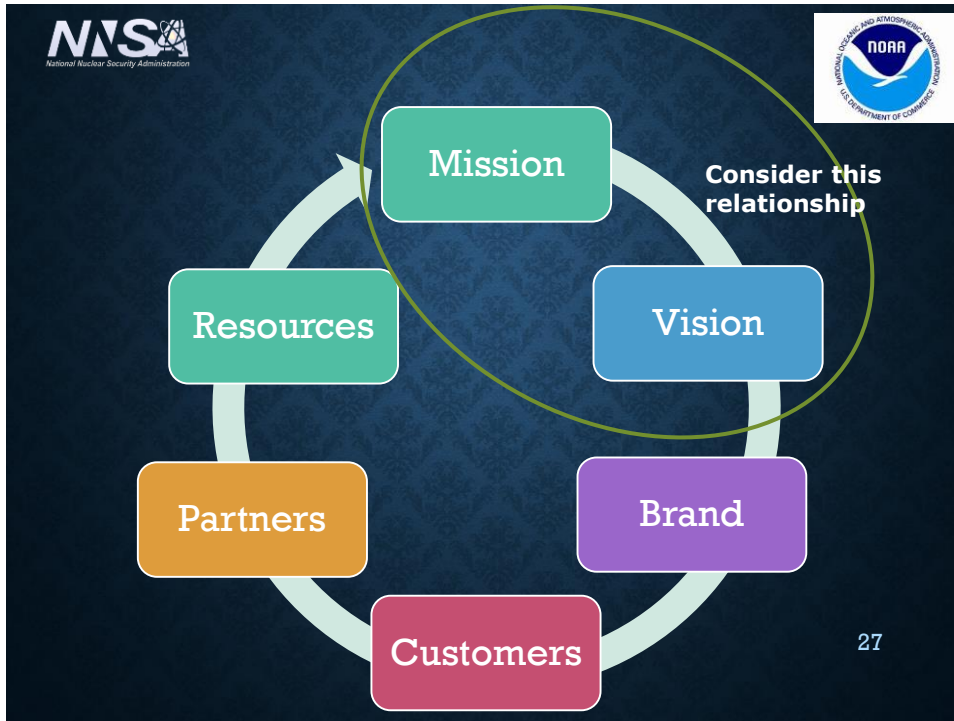 NNSA
National Nuclear Security Administration
NATIONAL OCEANIC AND ATMOSPHERIC ADMINISTRATION
NOAA
U.S. DEPARTMENT OF COMMERCE
Mission
Consider this
relationship
Vision
Resources
Brand
Partners
Customers
27